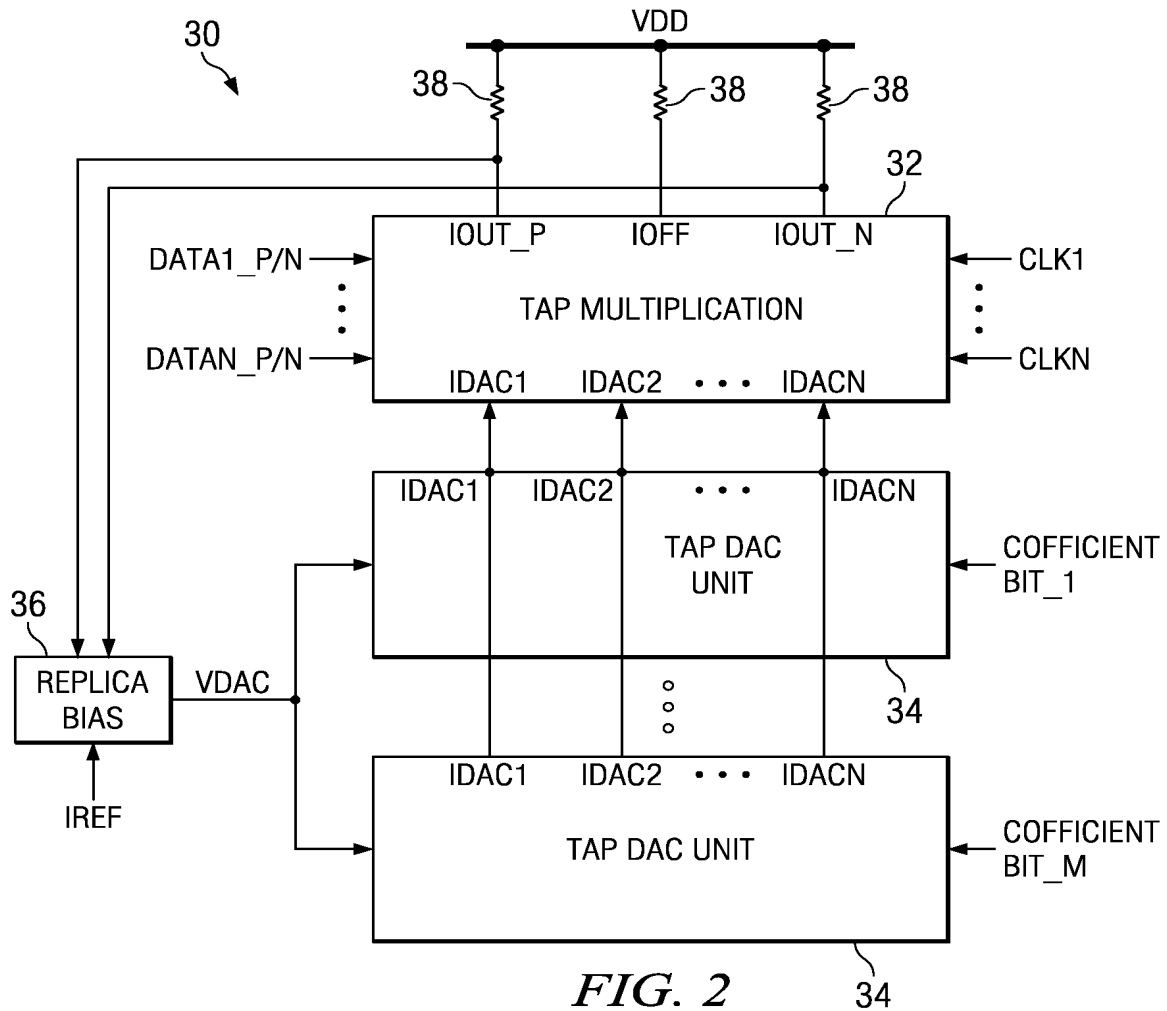 30
VDD
38
38
38
32
IOUT_P
IOFF
IOUT_N
DATA1_P/N
CLK1
TAP MULTIPLICATION
DATAN_P/N
CLKN
IDAC1
IDAC2
IDACN
IDAC1
IDAC2
IDACN
TAP DAC
UNIT
COFFICIENT
BIT_1
36
REPLICA
BIAS
VDAC
34
IREF
IDAC1
IDAC2
IDACN
TAP DAC UNIT
COFFICIENT
BIT_M
34
FIG. 2